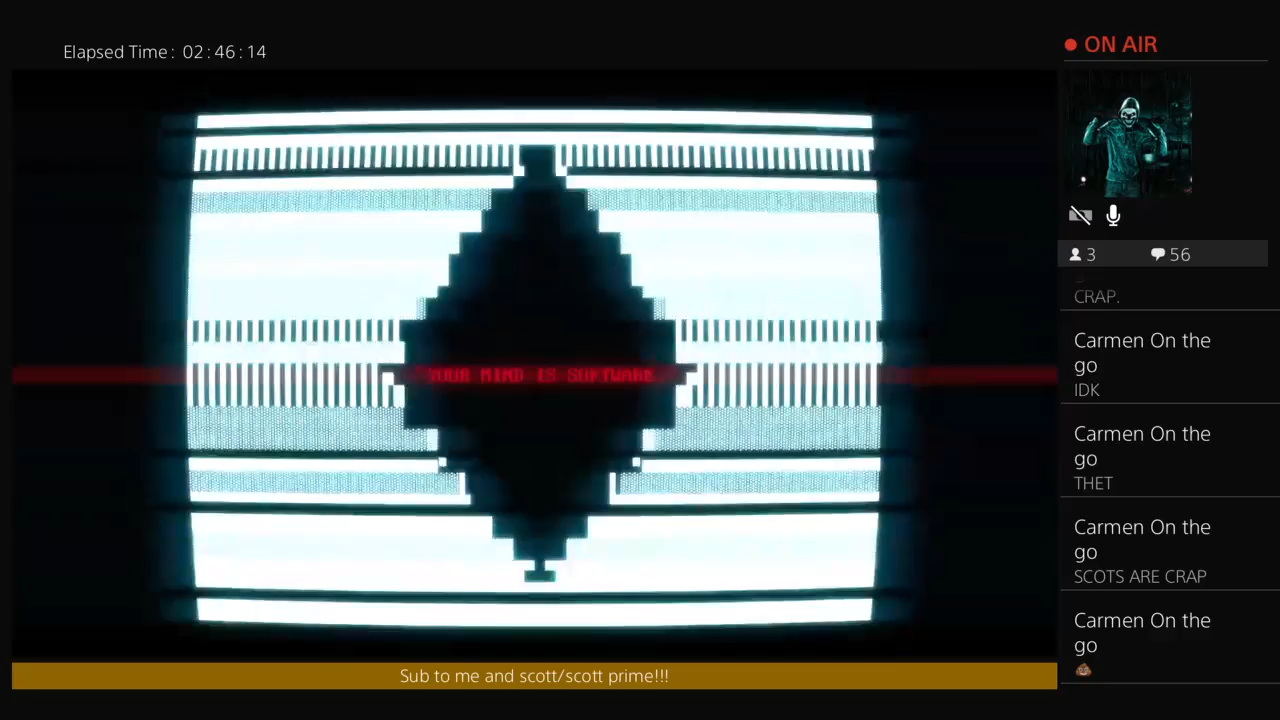 Elapsed Time: 02:46:14
ON AIR
3 56
CRAP.
Carmen On the
go
IDK
Carmen On the
go
THET
Carmen On the
go
SCOTS ARE CRAP
Carmen On the
go
YOUR MIND IS SOFTWARE
Sub to me and scott/scott prime!!!